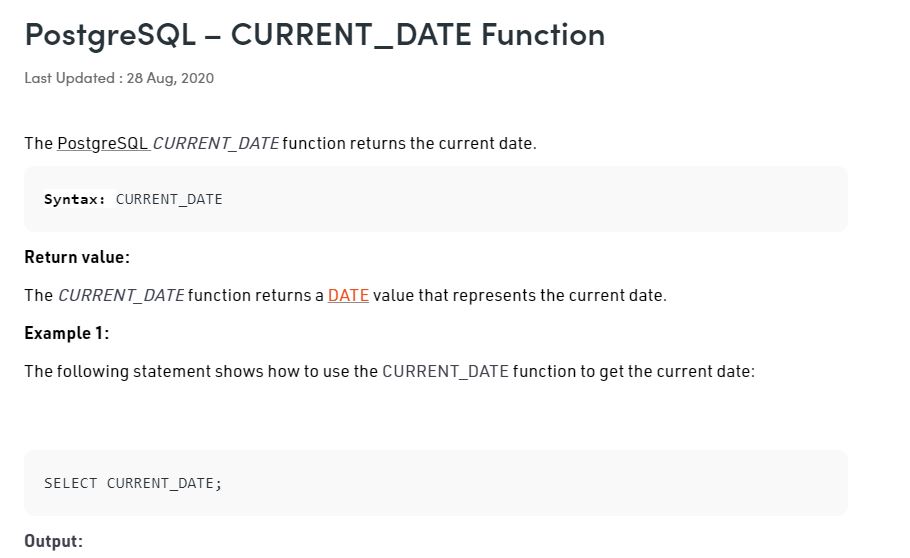 PostgreSQL – CURRENT_DATE Function
Last Updated : 28 Aug, 2020
The PostgreSQL CURRENT_DATE function returns the current date.
Syntax: CURRENT_DATE
Return value:
The CURRENT_DATE function returns a DATE value that represents the current date.
Example 1:
The following statement shows how to use the CURRENT_DATE function to get the current date:
SELECT CURRENT_DATE;
Output: